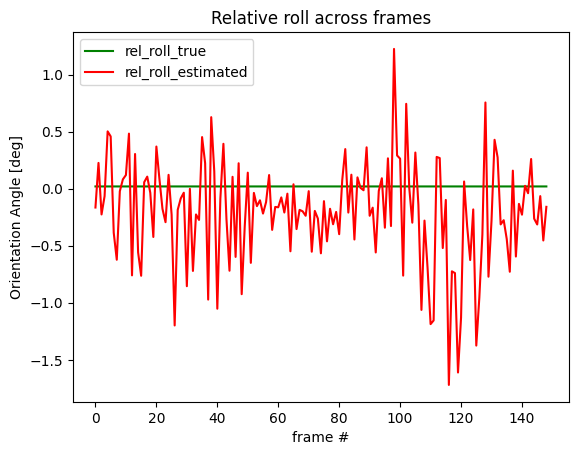 Relative roll across frames
rel_roll_true
rel_roll_estimated
Orientation Angle [deg]
1.0
0.5
0.0
−0.5
−1.0
−1.5
0 20 40 60 80 100 120 140
frame #